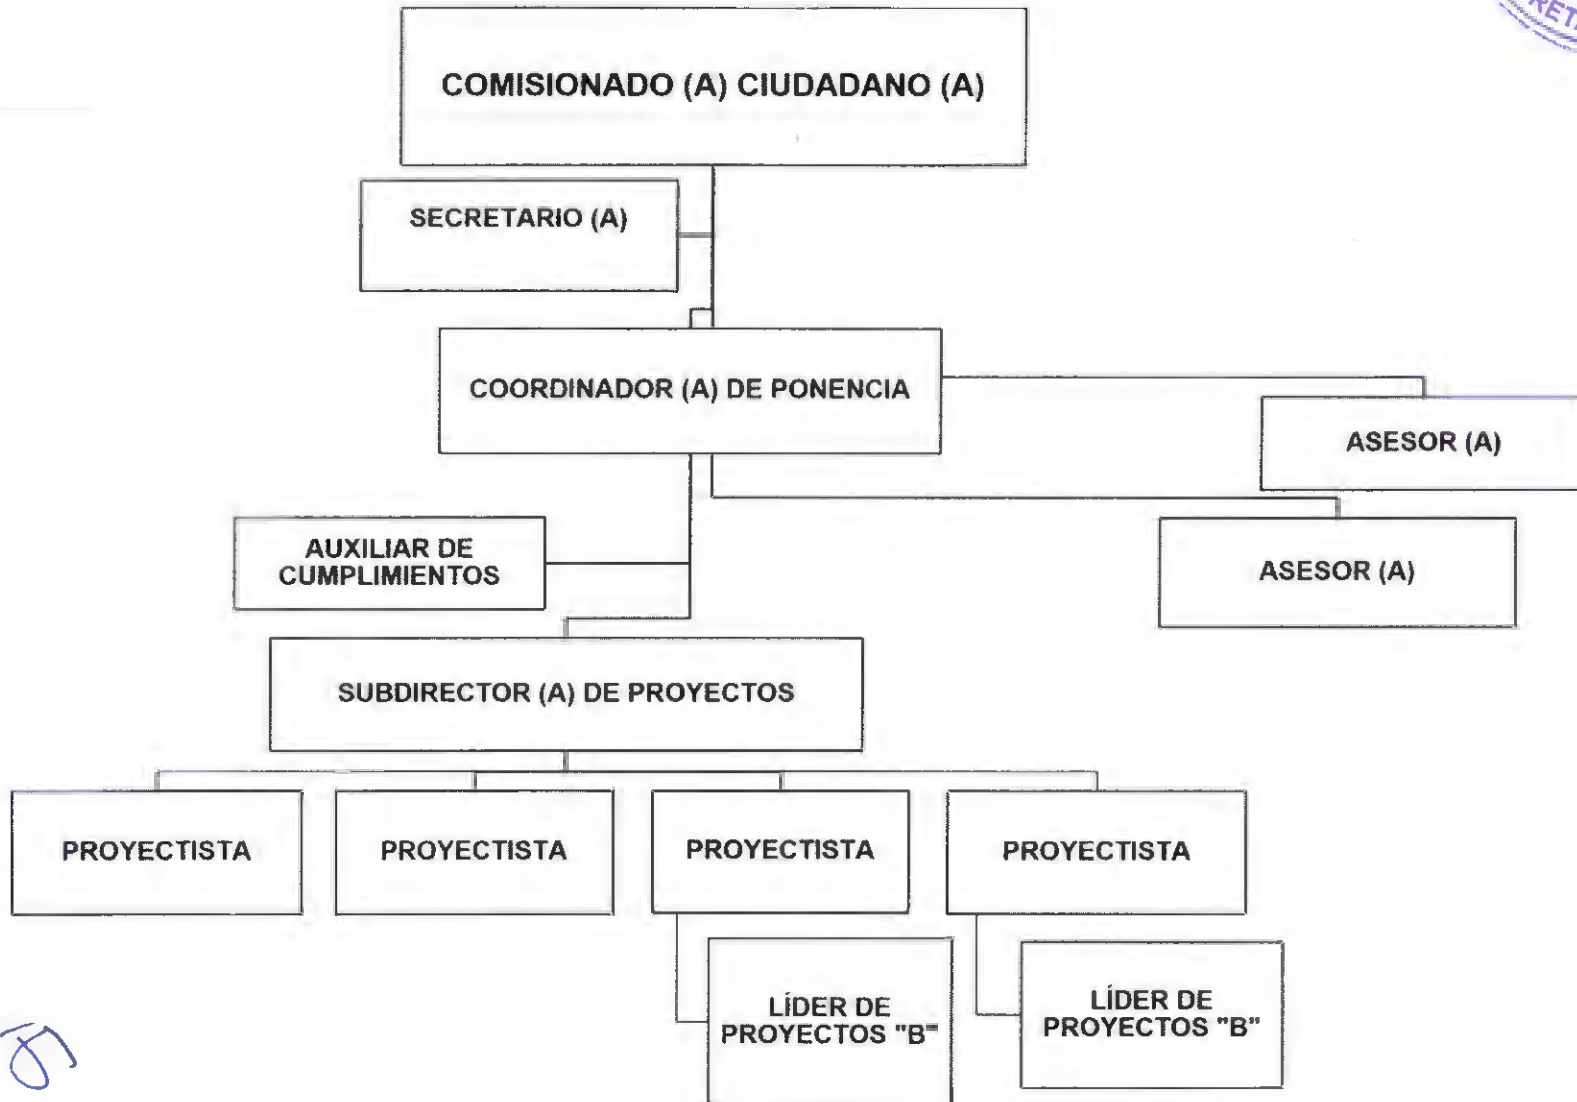 COMISIONADO (A) CIUDADANO (A)
SECRETARIO (A)
COORDINADOR (A) DE PONENCIA
ASESOR (A)
ASESOR (A)
AUXILIAR DE
CUMPLIMIENTOS
SUBDIRECTOR (A) DE PROYECTOS
PROYECTISTA
PROYECTISTA
PROYECTISTA
PROYECTISTA
LÍDER DE
PROYECTOS "B"
LÍDER DE
PROYECTOS "B"